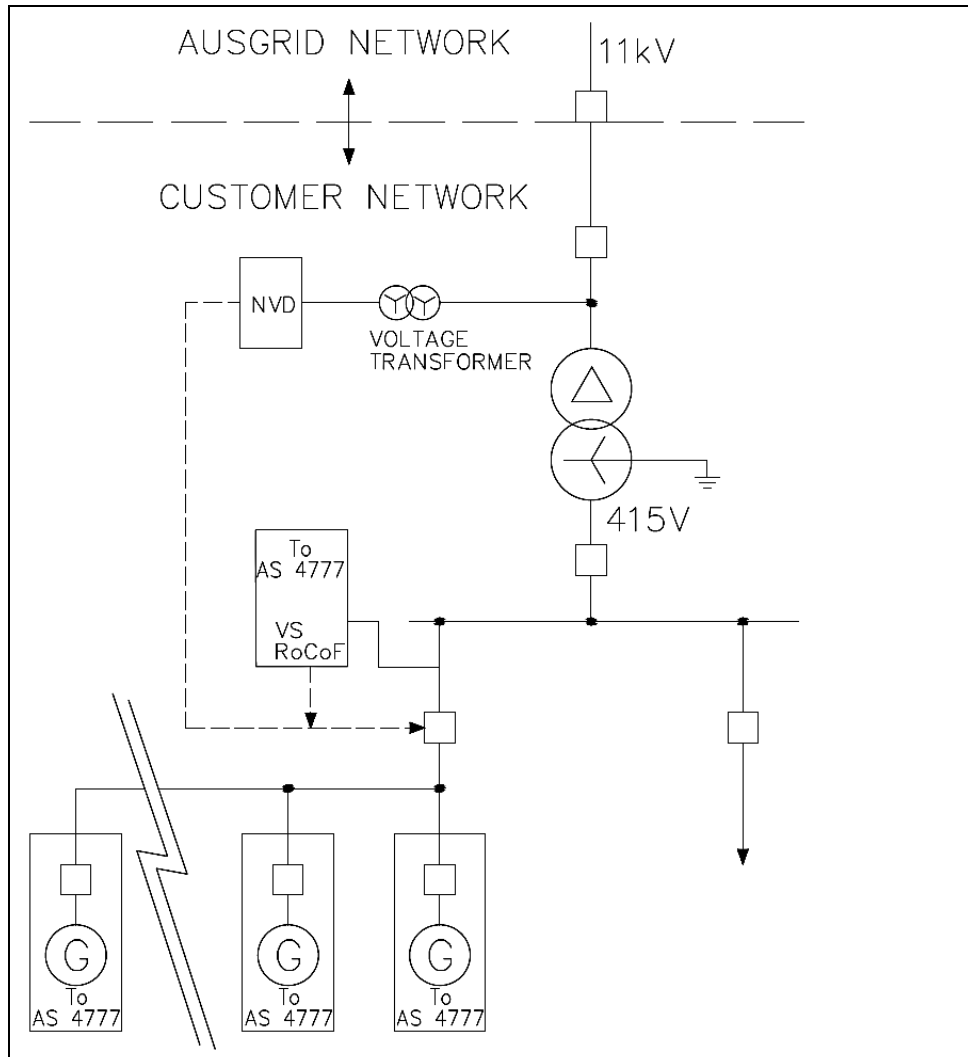 AUSGRID NETWORK
11kV
CUSTOMER NETWORK
NVD
VOLTAGE
TRANSFORMER
415V
To
AS 4777
VS
RoCoF
G
To
AS 4777
G
To
AS 4777
G
To
AS 4777